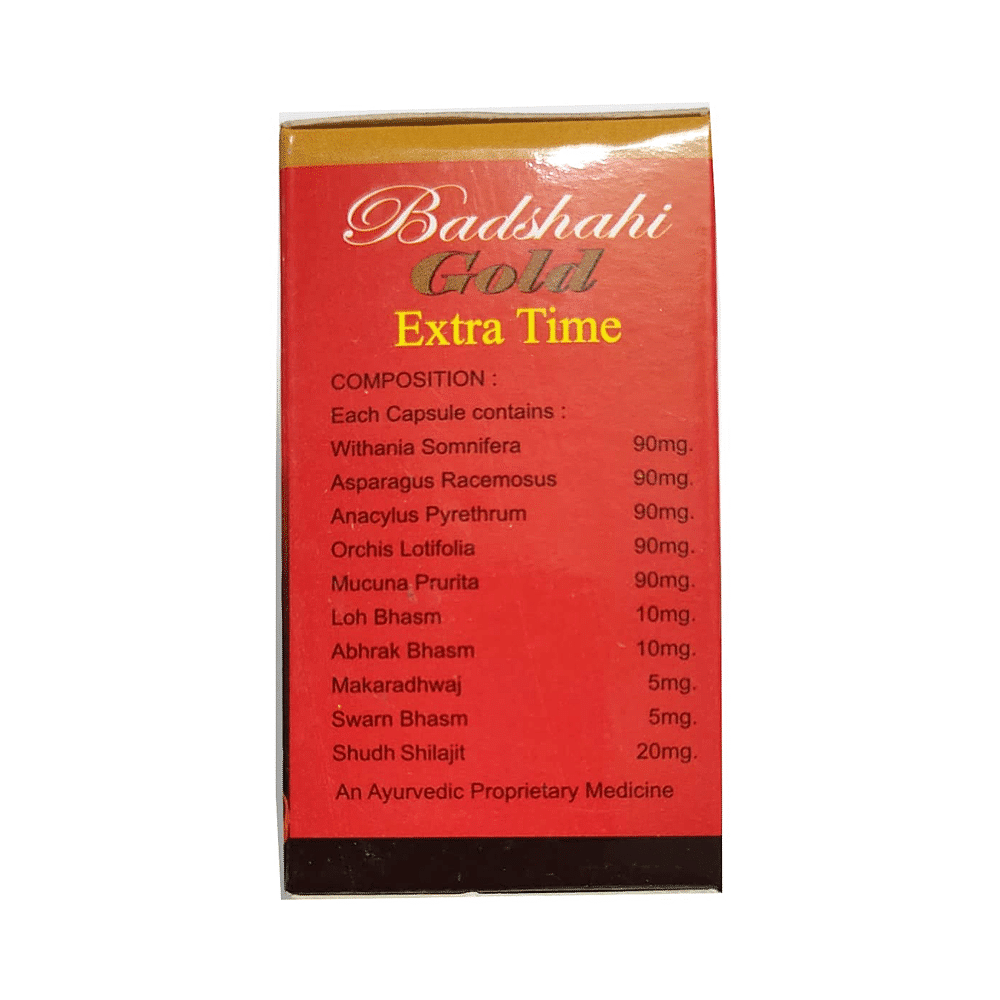 Badshahi
Gold
Extra Time
COMPOSITION :
Each Capsule contains :
Withania Somnifera 90mg.
Asparagus Racemosus 90mg.
Anacylus Pyrethrum 90mg.
Orchis Lotifolia 90mg.
Mucuna Prurita 90mg.
Loh Bhasm 10mg.
Abhrak Bhasm 10mg.
Makaradhwaj 5mg.
Swarn Bhasm 5mg.
Shudh Shilajit 20mg.
An Ayurvedic Proprietary Medicine